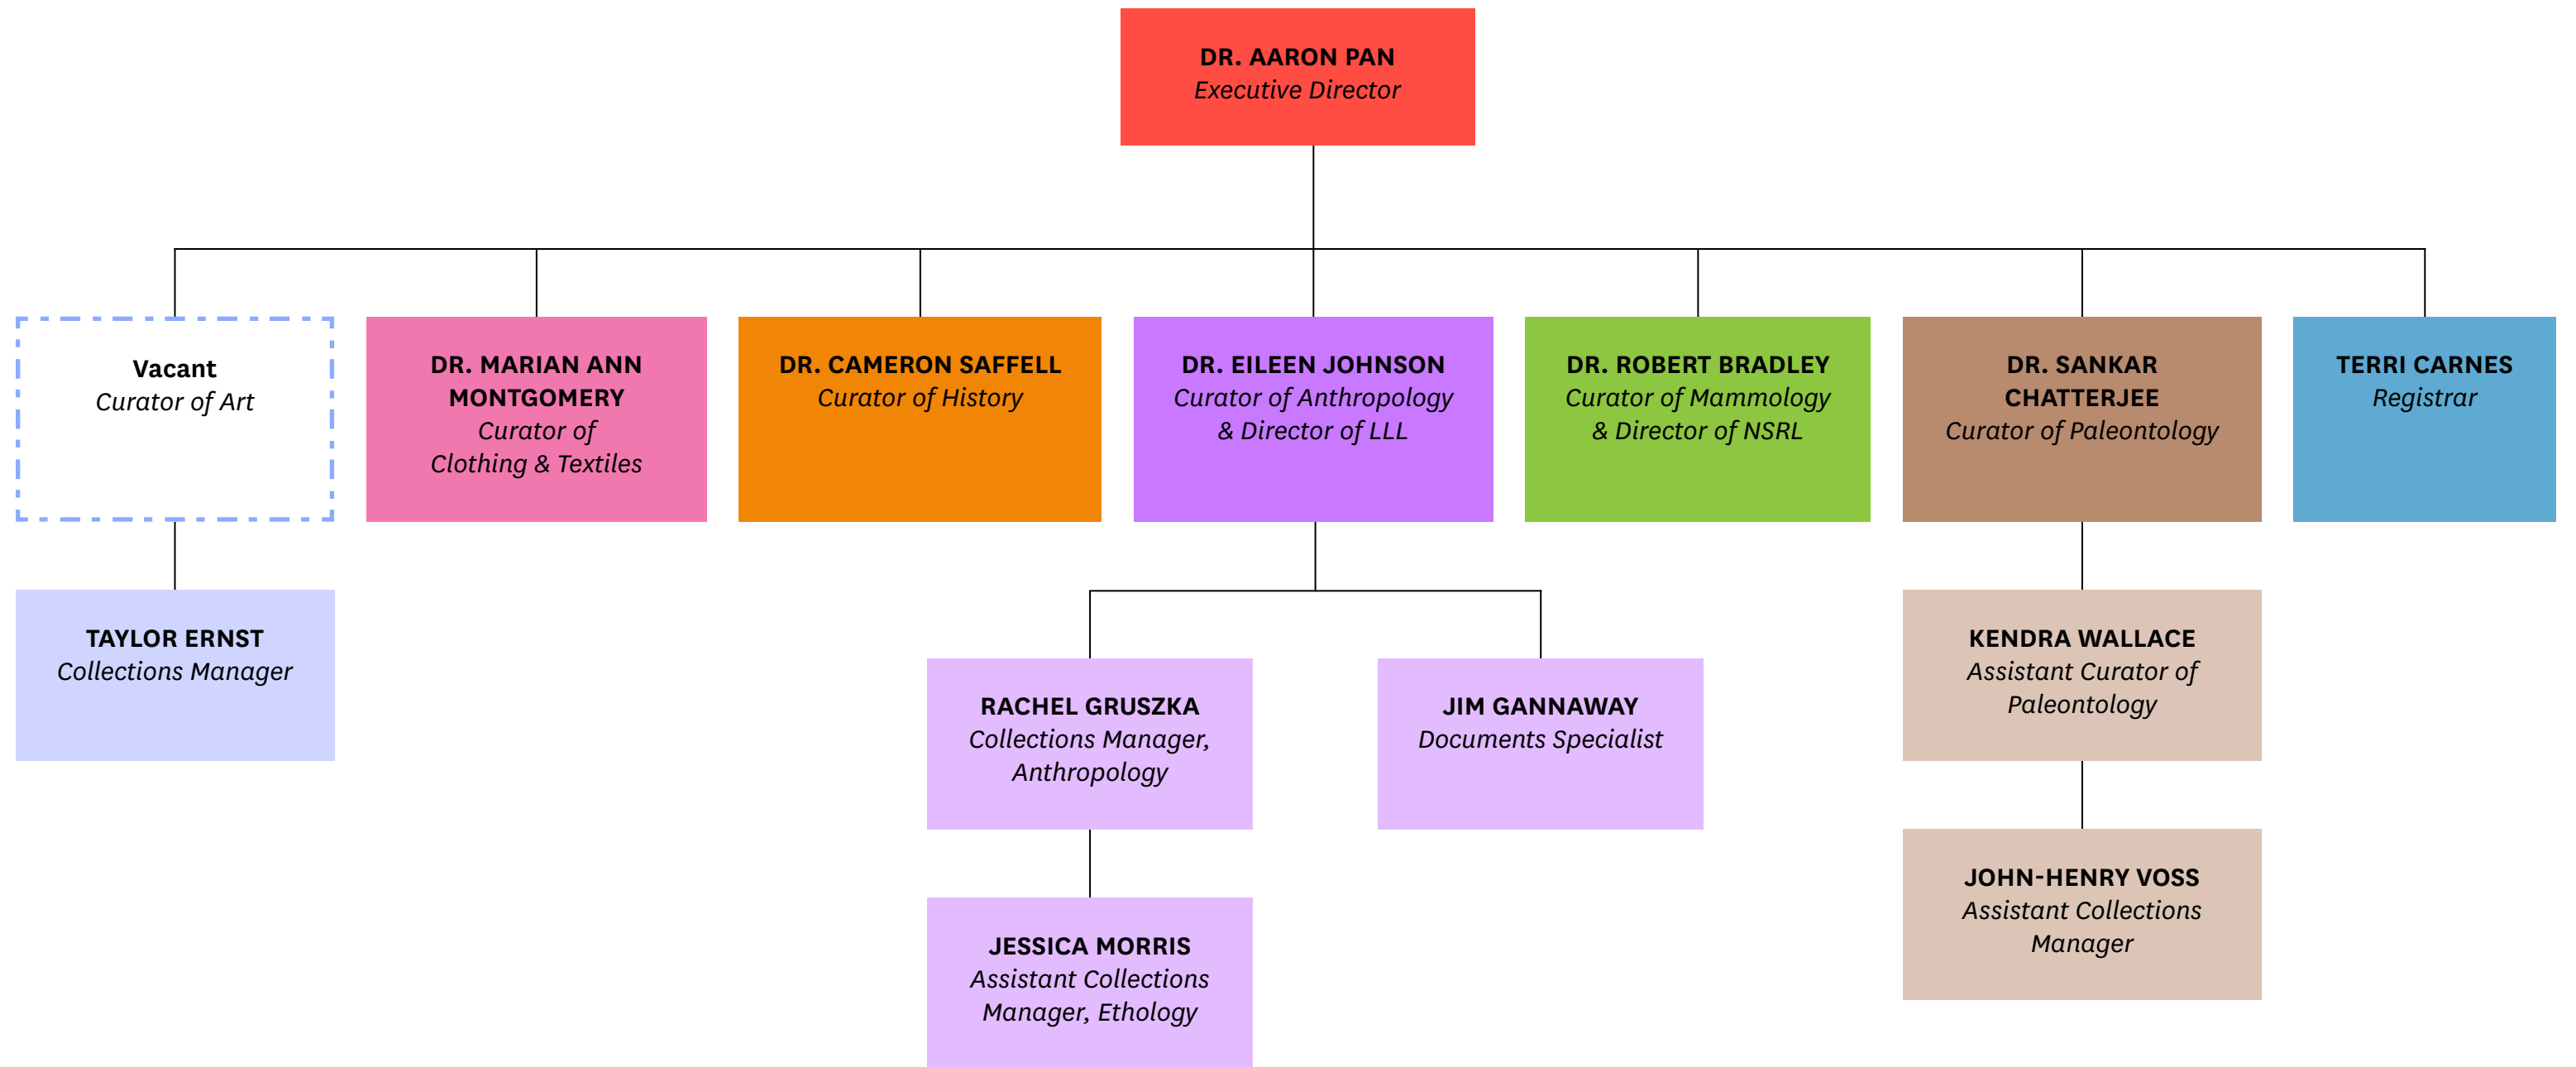 DR. AARON PAN
Executive Director
Vacant
Curator of Art
DR. MARIAN ANN
MONTGOMERY
Curator of
Clothing & Textiles
DR. CAMERON SAFFELL
Curator of History
DR. EILEEN JOHNSON
Curator of Anthropology
& Director of LLL
DR. ROBERT BRADLEY
Curator of Mammology
& Director of NSRL
DR. SANKAR
CHATTERJEE
Curator of Paleontology
TERRI CARNES
Registrar
TAYLOR ERNST
Collections Manager
RACHEL GRUSZKA
Collections Manager,
Anthropology
JIM GANNAWAY
Documents Specialist
KENDRA WALLACE
Assistant Curator of
Paleontology
JESSICA MORRIS
Assistant Collections
Manager, Ethology
JOHN-HENRY VOSS
Assistant Collections
Manager